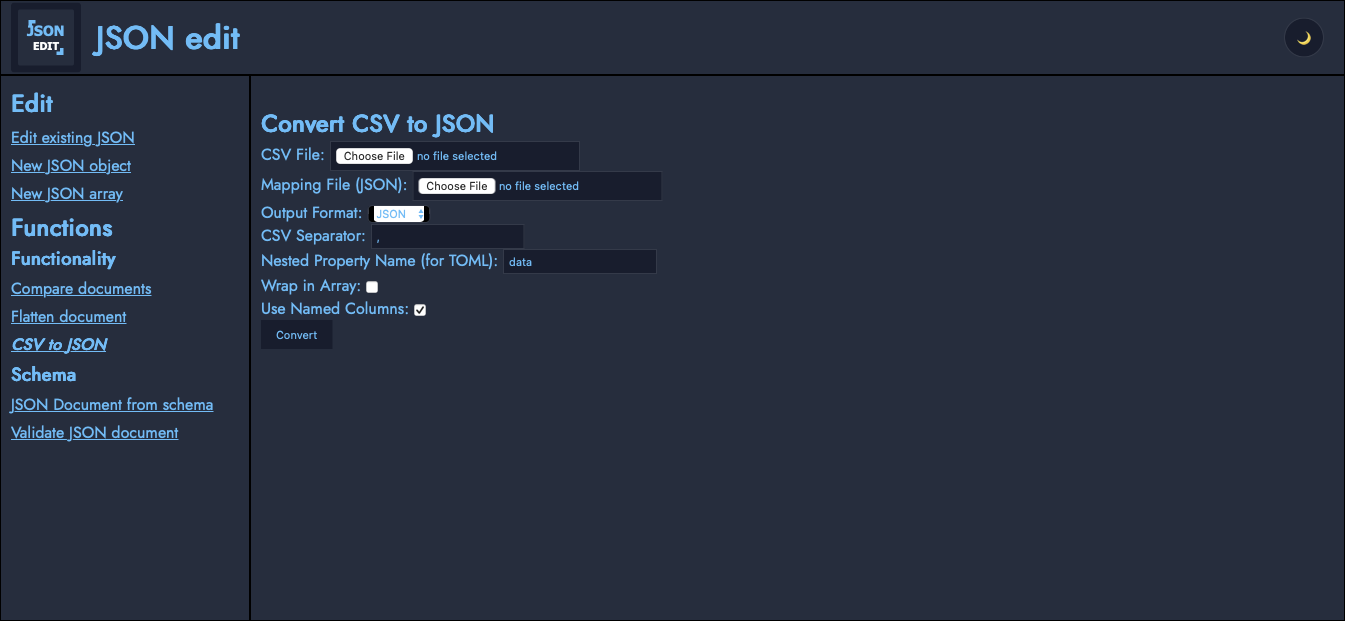 JSON
EDIT
JSON edit
Edit
Edit existing JSON
New JSON object
New JSON array
Functions
Functionality
Compare documents
Flatten document
CSV to JSON
Schema
JSON Document from schema
Validate JSON document
Convert CSV to JSON
CSV File: Choose File no file selected
Mapping File (JSON): Choose File no file selected
Output Format: JSON
CSV Separator: ,
Nested Property Name (for TOML): data
Wrap in Array:
Use Named Columns:
Convert